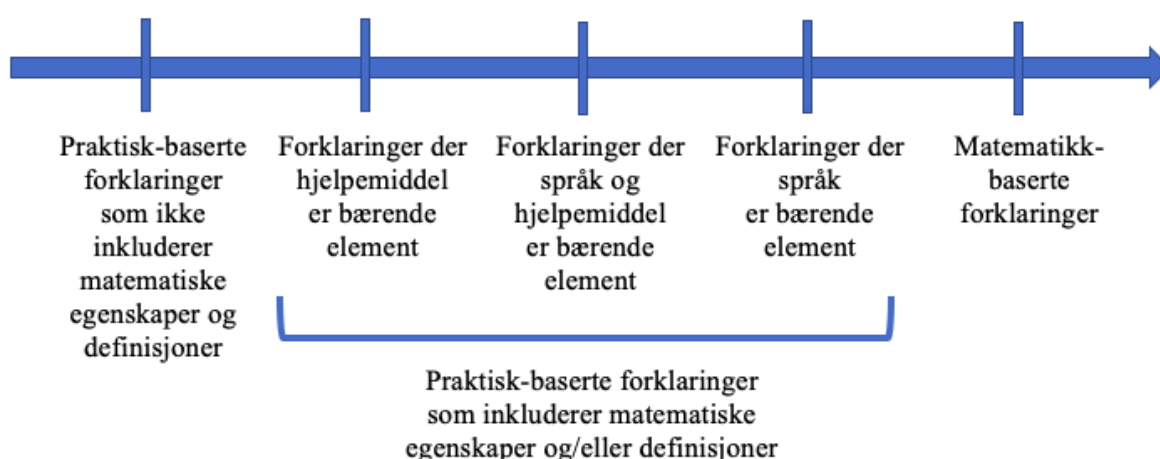 Praktisk-baserte
forklaringer
som ikke
inkluderer
matematiske
egenskaper og
definisjoner
Forklaringer der
hjelpemiddel
er bærende
element
Forklaringer der
språk og
hjelpemiddel
er bærende
element
Forklaringer der
språk
er bærende
element
Matematikk-
baserte
forklaringer
Praktisk-baserte forklaringer
som inkluderer matematiske
egenskaper og/eller definisjoner